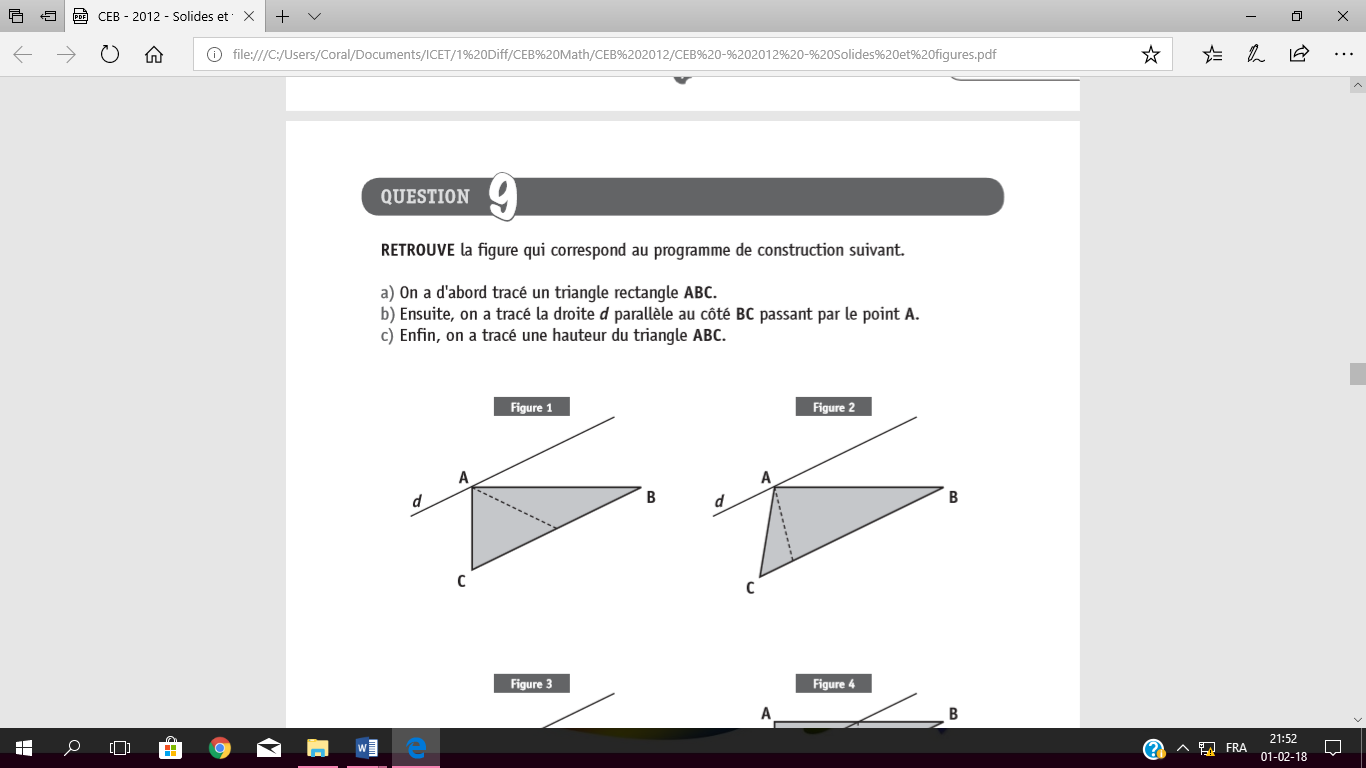 CEB - 2012 - Solides et
file:///C:/Users/Coral/Documents/ICET/1%20Diff/CEB%20Math/CEB%202012/CEB%20-%202012%20-%20Solides%20et%20figures.pdf
QUESTION 9
RETROUVE la figure qui correspond au programme de construction suivant.
a) On a d'abord tracé un triangle rectangle ABC.
b) Ensuite, on a tracé la droite d parallèle au côté BC passant par le point A.
c) Enfin, on a tracé une hauteur du triangle ABC.
Figure 1
A
d
B
C
Figure 2
A
d
B
C
Figure 3
Figure 4
A
B
FRA
21:52
01-02-18